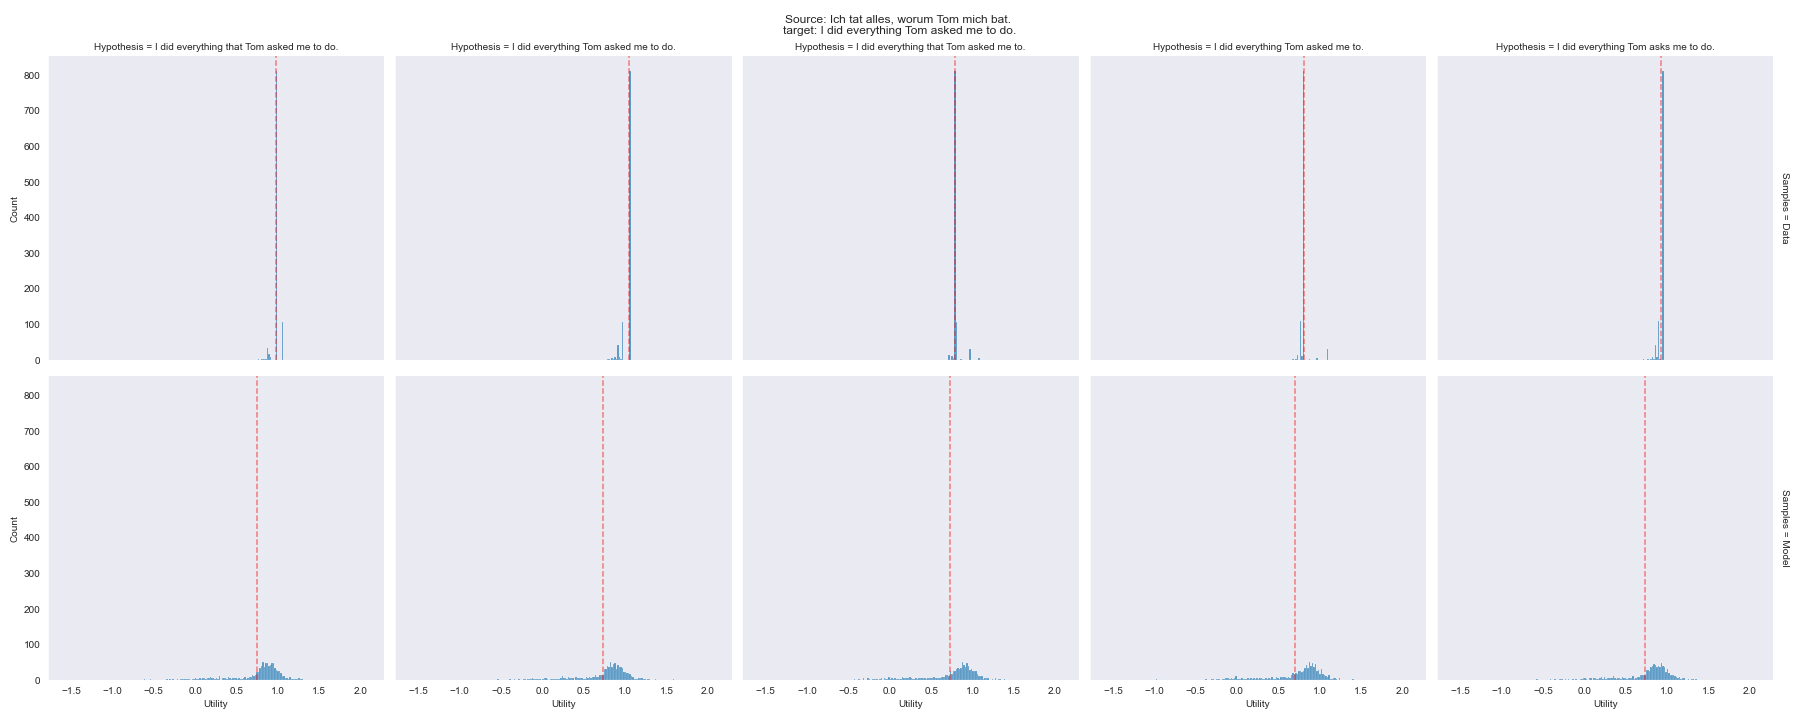 Source: Ich tat alles, worum Tom mich bat.
target: I did everything Tom asked me to do.
Hypothesis = I did everything that Tom asked me to do.
Hypothesis = I did everything Tom asked me to do.
Hypothesis = I did everything that Tom asked me to.
Hypothesis = I did everything Tom asked me to.
Hypothesis = I did everything Tom asks me to do.
800
700
600
500
400
300
200
100
0
Count
Samples = Data
800
700
600
500
400
300
200
100
0
Count
Samples = Model
−1.5 −1.0 −0.5 0.0 0.5 1.0 1.5 2.0
−1.5 −1.0 −0.5 0.0 0.5 1.0 1.5 2.0
−1.5 −1.0 −0.5 0.0 0.5 1.0 1.5 2.0
−1.5 −1.0 −0.5 0.0 0.5 1.0 1.5 2.0
−1.5 −1.0 −0.5 0.0 0.5 1.0 1.5 2.0
Utility
Utility
Utility
Utility
Utility